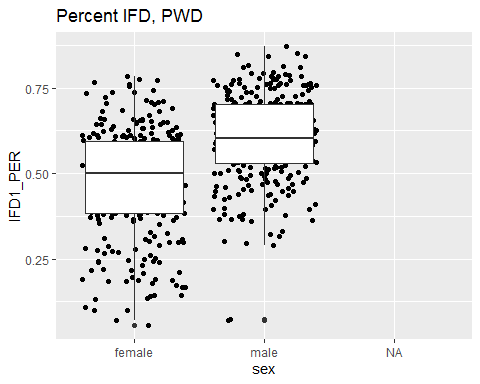 Percent IFD, PWD
IFD1_PER
0.75
0.50
0.25
female
male
NA
sex